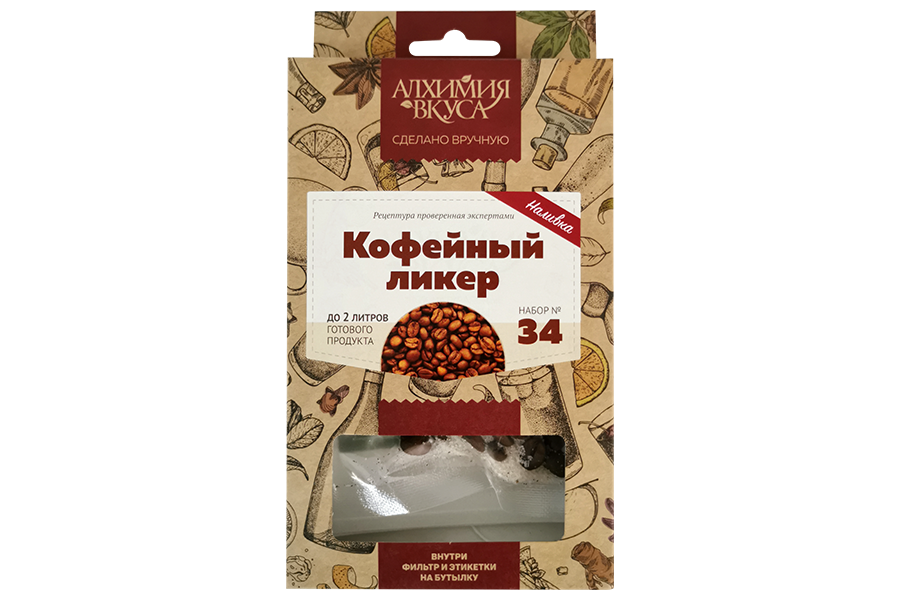 АЛХИМИЯ
ВКУСА
СДЕЛАНО ВРУЧНУЮ
Рецептура проверенная экспертами
Наливка
Кофейный
ликер
ДО 2 ЛИТРОВ
ГОТОВОГО
ПРОДУКТА
НАБОР №
34
ВНУТРИ
ФИЛЬТР И ЭТИКЕТКИ
НА БУТЫЛКУ